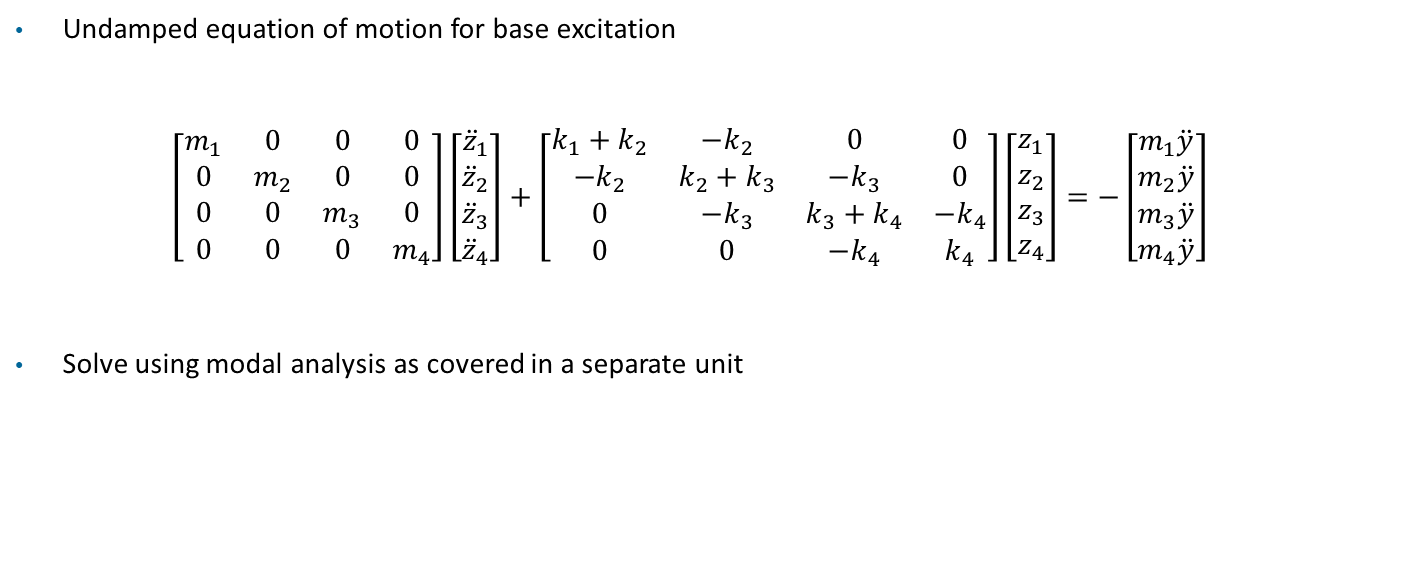 • Undamped equation of motion for base excitation
[m₁ 0 0 0] [z̈₁] [k₁ + k₂ −k₂ 0 0] [z₁] [m₁ÿ]
[0 m₂ 0 0] [z̈₂] + [−k₂ k₂ + k₃ −k₃ 0] [z₂] = − [m₂ÿ]
[0 0 m₃ 0] [z̈₃] [0 −k₃ k₃ + k₄ −k₄] [z₃] [m₃ÿ]
[0 0 0 m₄] [z̈₄] [0 0 −k₄ k₄] [z₄] [m₄ÿ]
• Solve using modal analysis as covered in a separate unit